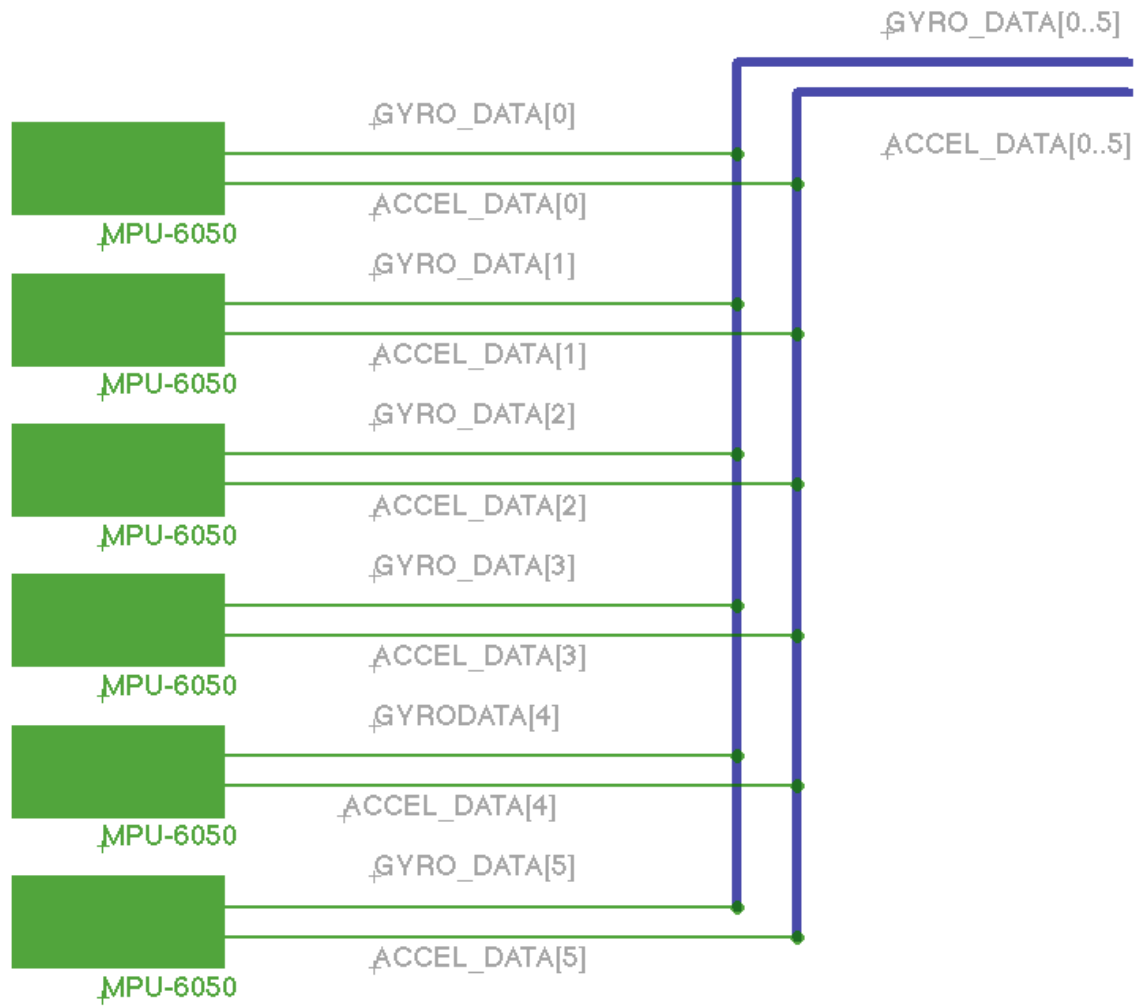 GYRO_DATA[0..5]
GYRO_DATA[0]
ACCEL_DATA[0..5]
ACCEL_DATA[0]
MPU-6050
GYRO_DATA[1]
ACCEL_DATA[1]
MPU-6050
GYRO_DATA[2]
ACCEL_DATA[2]
MPU-6050
GYRO_DATA[3]
ACCEL_DATA[3]
MPU-6050
GYRODATA[4]
ACCEL_DATA[4]
MPU-6050
GYRO_DATA[5]
ACCEL_DATA[5]
MPU-6050